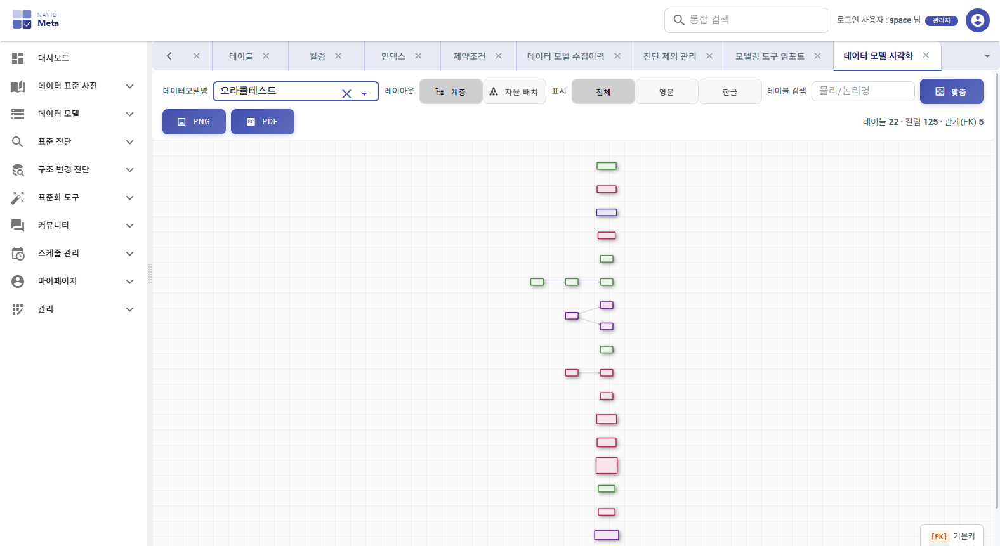 NAVID
Meta
통합 검색
로그인 사용자 : space 님 관리자
대시보드
데이터 표준 사전
데이터 모델
표준 진단
구조 변경 진단
표준화 도구
커뮤니티
스케줄 관리
마이페이지
관리
테이블 컬럼 인덱스 제약조건 데이터 모델 수집이력 진단 제외 관리 모델링 도구 임포트 데이터 모델 시각화
데이터모델명 오라클테스트 레이아웃 계층 자율 배치 표시 전체 영문 한글 테이블 검색 물리/논리명 맞춤
PNG PDF 테이블 22 · 컬럼 125 · 관계(FK) 5
[PK] 기본키